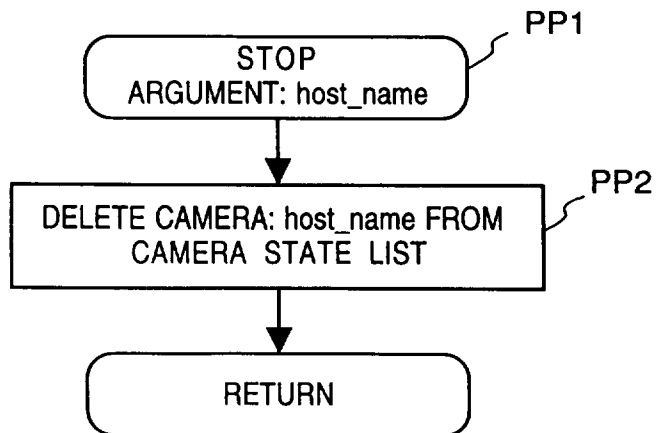 PP1
STOP
ARGUMENT: host_name
PP2
DELETE CAMERA: host_name FROM
CAMERA STATE LIST
RETURN